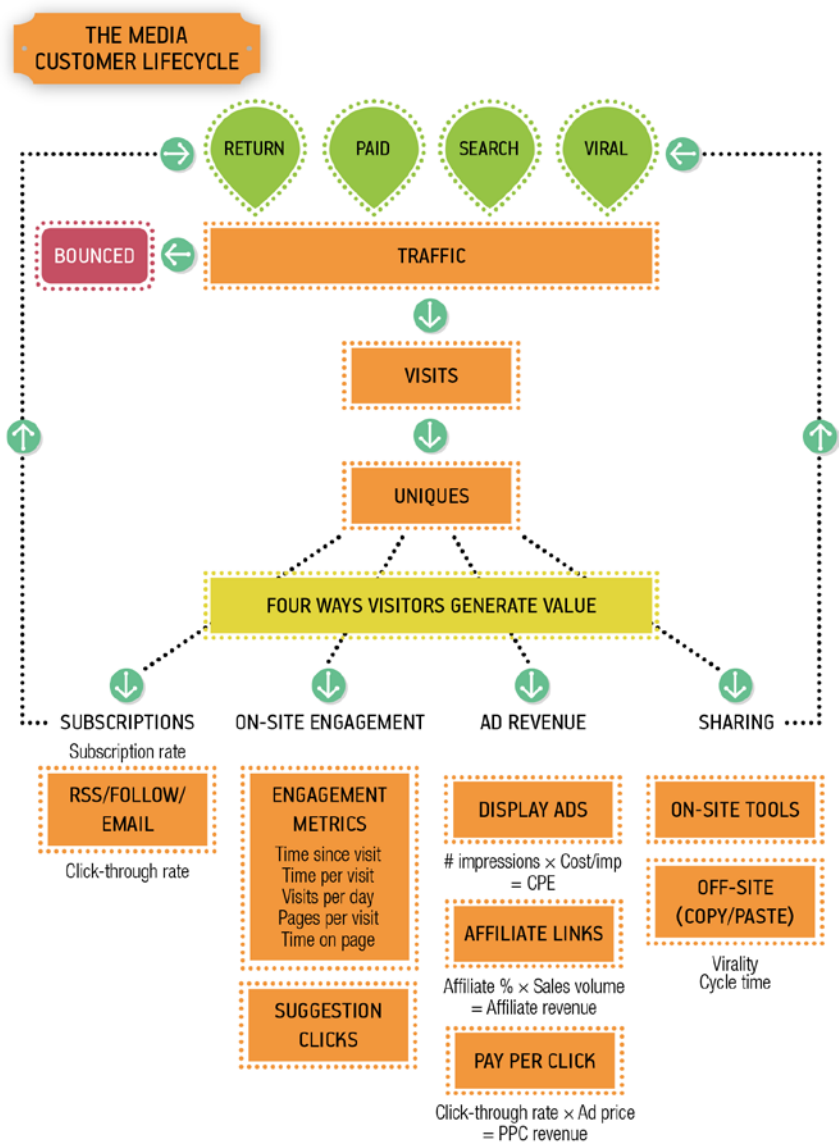 THE MEDIA
CUSTOMER LIFECYCLE
RETURN
PAID
SEARCH
VIRAL
BOUNCED
TRAFFIC
VISITS
UNIQUES
FOUR WAYS VISITORS GENERATE VALUE
SUBSCRIPTIONS
Subscription rate
RSS/FOLLOW/
EMAIL
Click-through rate
ON-SITE ENGAGEMENT
ENGAGEMENT
METRICS
Time since visit
Time per visit
Visits per day
Pages per visit
Time on page
SUGGESTION
CLICKS
AD REVENUE
DISPLAY ADS
# impressions × Cost/imp
= CPE
AFFILIATE LINKS
Affiliate % × Sales volume
= Affiliate revenue
PAY PER CLICK
Click-through rate × Ad price
= PPC revenue
SHARING
ON-SITE TOOLS
OFF-SITE
(COPY/PASTE)
Virality
Cycle time